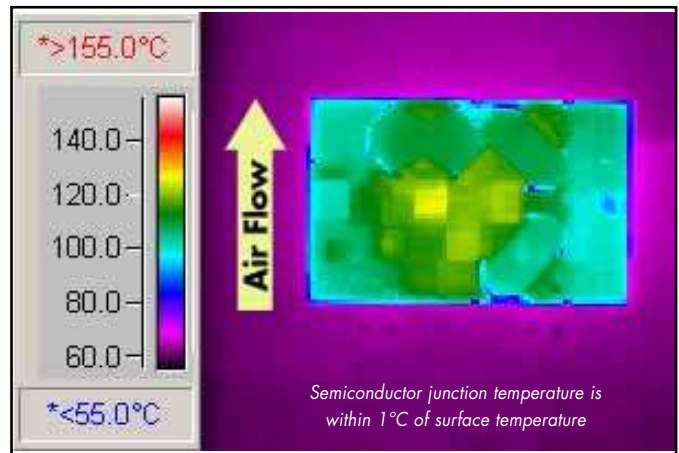 *>155.0°C
140.0
120.0
100.0
80.0
60.0
*<55.0°C
Air Flow
Semiconductor junction temperature is
within 1°C of surface temperature